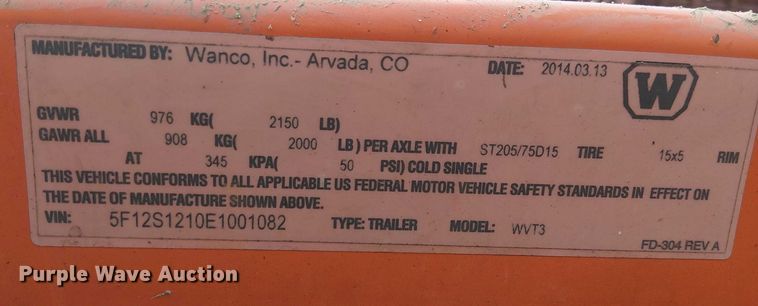 MANUFACTURED BY: Wanco, Inc.- Arvada, CO DATE: 2014.03.13
W
GVWR 976 KG( 2150 LB)
GAWR ALL 908 KG( 2000 LB) PER AXLE WITH ST205/75D15 TIRE 15x5 RIM
AT 345 KPA( 50 PSI) COLD SINGLE
THIS VEHICLE CONFORMS TO ALL APPLICABLE US FEDERAL MOTOR VEHICLE SAFETY STANDARDS IN EFFECT ON
THE DATE OF MANUFACTURE SHOWN ABOVE.
VIN: 5F12S1210E1001082 TYPE: TRAILER MODEL: WVT3
FD-304 REV A
Purple Wave Auction